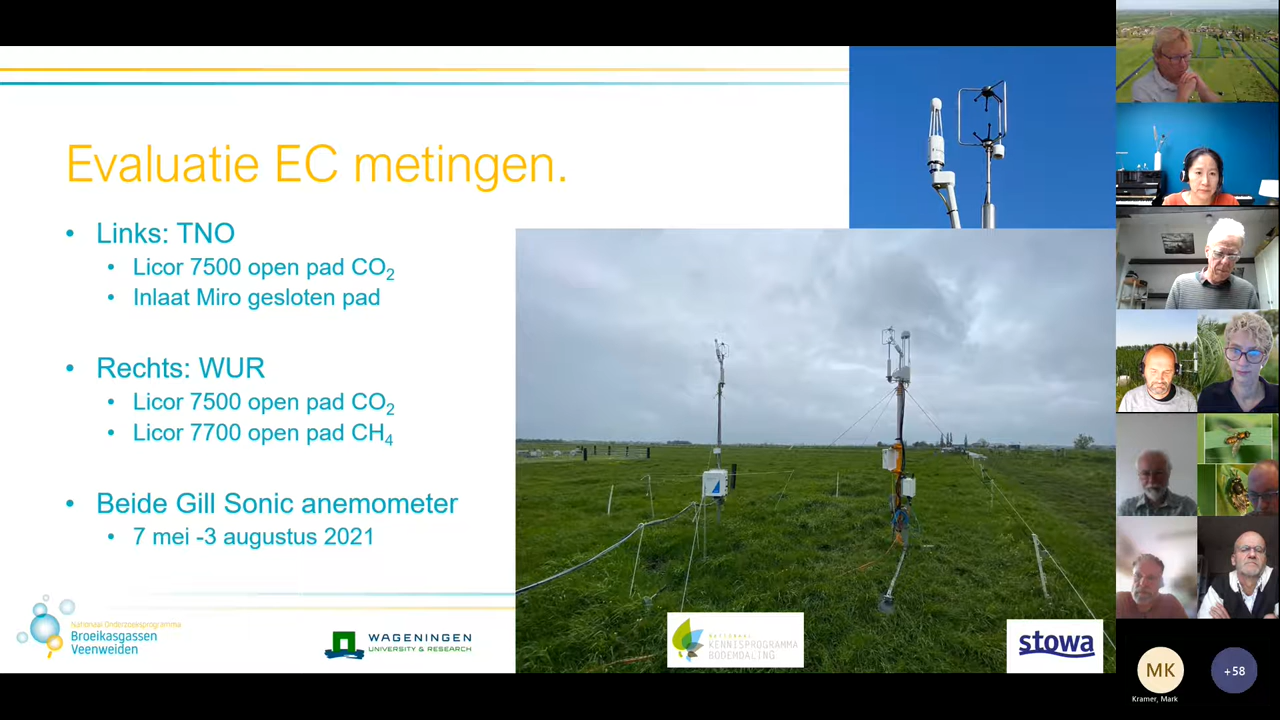 Evaluatie EC metingen.
• Links: TNO
• Licor 7500 open pad CO₂
• Inlaat Miro gesloten pad
• Rechts: WUR
• Licor 7500 open pad CO₂
• Licor 7700 open pad CH₄
• Beide Gill Sonic anemometer
• 7 mei -3 augustus 2021
Nationaal Onderzoeksprogramma
Broeikasgassen
Veenweiden
WAGENINGEN
UNIVERSITY & RESEARCH
NATIONAAL
KENNISPROGRAMMA
BODEMDALING
stowa
MK
+58
Kramer, Mark